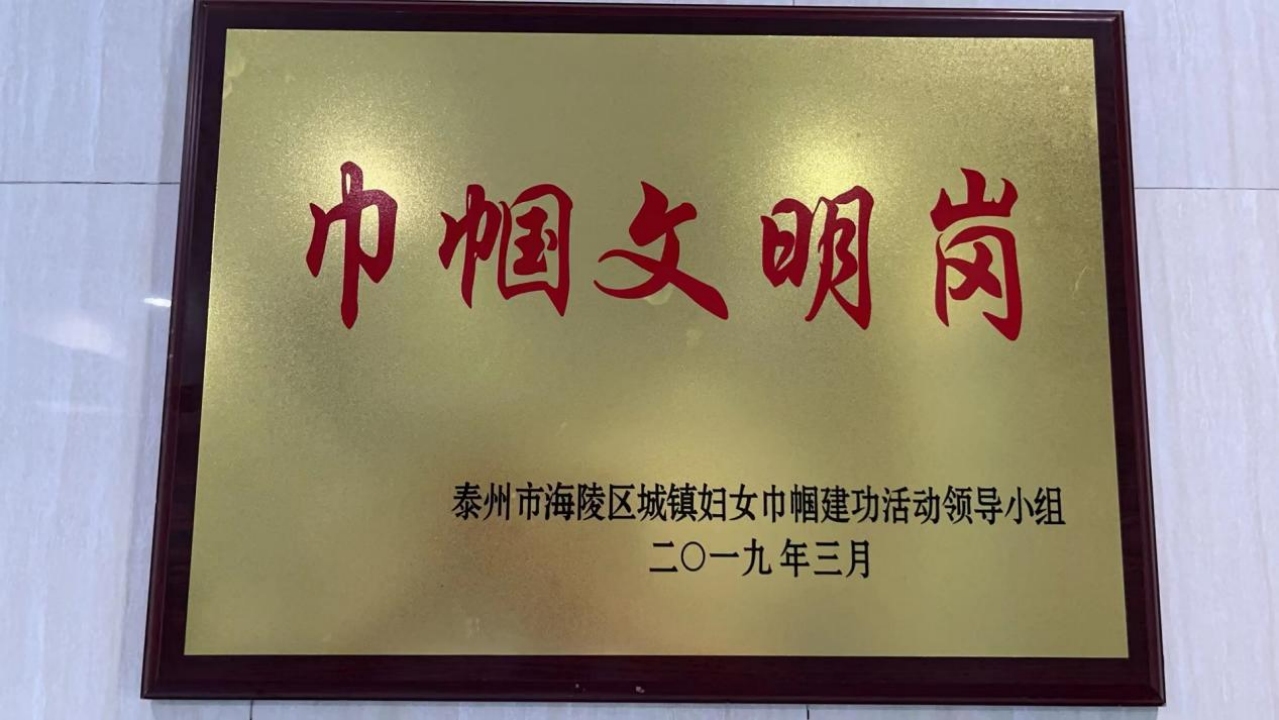 巾帼文明岗
泰州市海陵区城镇妇女巾帼建功活动领导小组
二〇一九年三月